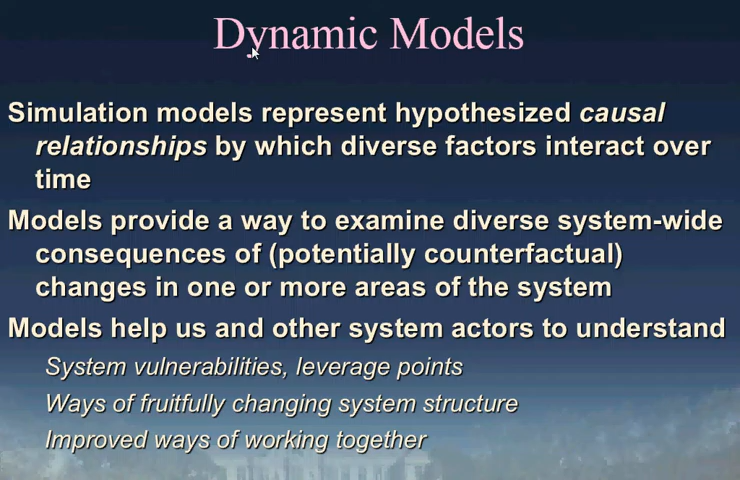 Dynamic Models
Simulation models represent hypothesized causal
relationships by which diverse factors interact over
time
Models provide a way to examine diverse system-wide
consequences of (potentially counterfactual)
changes in one or more areas of the system
Models help us and other system actors to understand
System vulnerabilities, leverage points
Ways of fruitfully changing system structure
Improved ways of working together